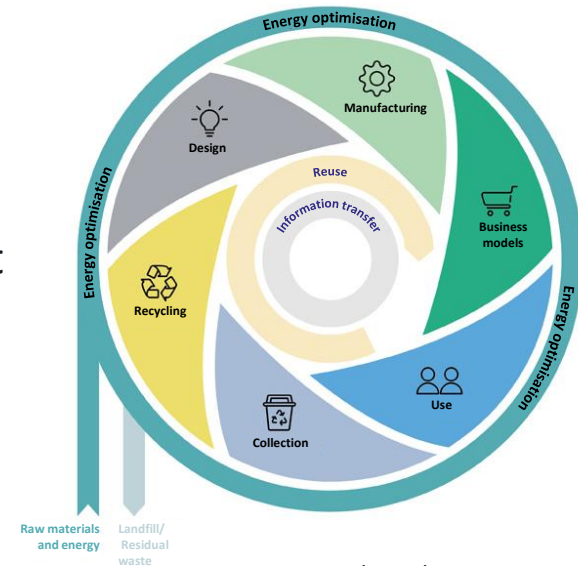 Energy optimisation
Manufacturing
Design
Reuse
Information transfer
Business
models
Energy optimisation
Recycling
Energy optimisation
Use
Collection
Raw materials
and energy
Landfill/
Residual
waste